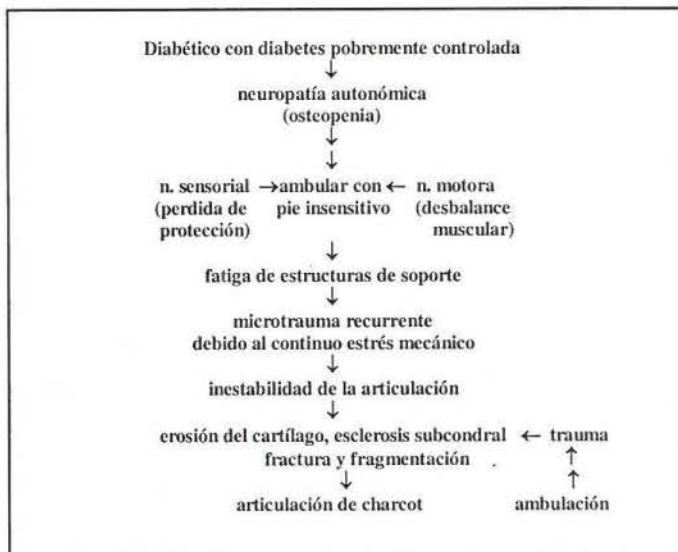 Diabético con diabetes pobremente controlada
↓
neuropatía autonómica
(osteopenia)
↓
↓
n. sensorial → ambular con ← n. motora
(perdida de pie insensitivo (desbalance
protección) muscular)
↓
fatiga de estructuras de soporte
↓
microtrauma recurrente
debido al continuo estrés mecánico
↓
inestabilidad de la articulación
↓
erosión del cartílago, esclerosis subcondral ← trauma
fractura y fragmentación ↑
↓ ↑
articulación de charcot ambulación